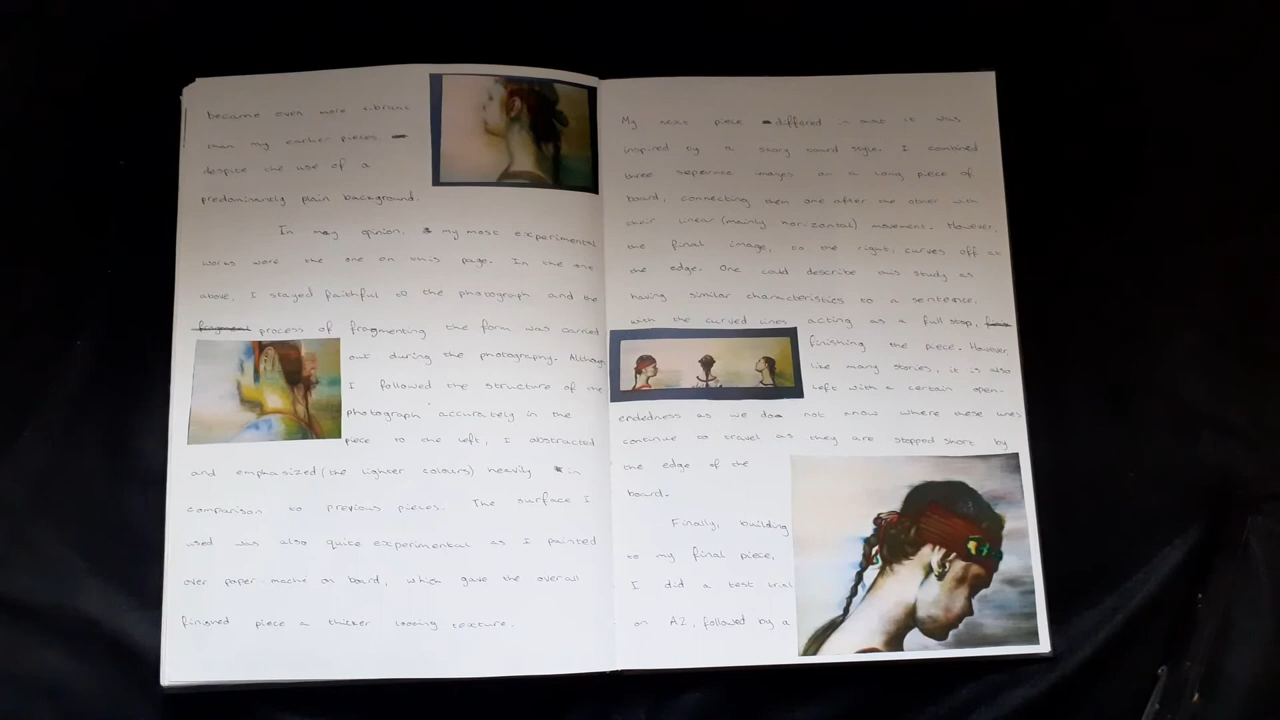 became even more vibrant
than my earlier pieces,
despite the use of a
predominantly plain background.
In my opinion, my most experimental
works were the one on this page. In the one
above, I stayed faithful to the photograph and the
fragment process of fragmenting the form was carried
out during the photography. Although
I followed the structure of the
photograph accurately in the
piece to the left, I abstracted
and emphasized (the lighter colours) heavily in
comparison to previous pieces. The surface I
used was also quite experimental as I painted
over paper-mache on board, which gave the overall
finished piece a thicker looking texture.
My next piece differed in that it was
inspired by a story board style. I combined
three seperate images on a long piece of
board, connecting them one after the other with
their linear (mainly horizontal) movement. However,
the final image, to the right, curves off at
the edge. One could describe this study as
having similar characteristics to a sentence,
with the curved lines acting as a full stop,
finishing the piece. However,
like many stories, it is also
left with a certain open-
endedness as we do not know where these lines
continue to travel as they are stopped short by
the edge of the
board.
Finally, building
to my final piece,
I did a test trial
on A2, followed by a